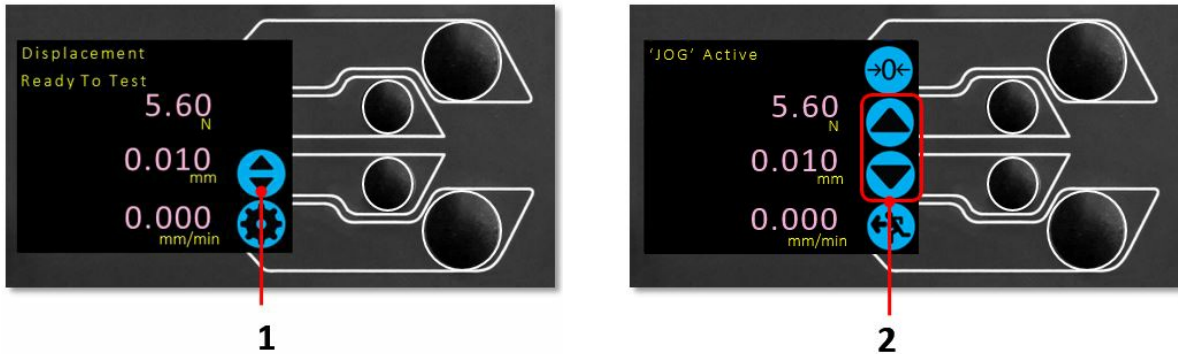 Displacement
Ready To Test
5.60
N
0.010
mm
0.000
mm/min
1
'JOG' Active
→0←
5.60
N
0.010
mm
0.000
mm/min
2